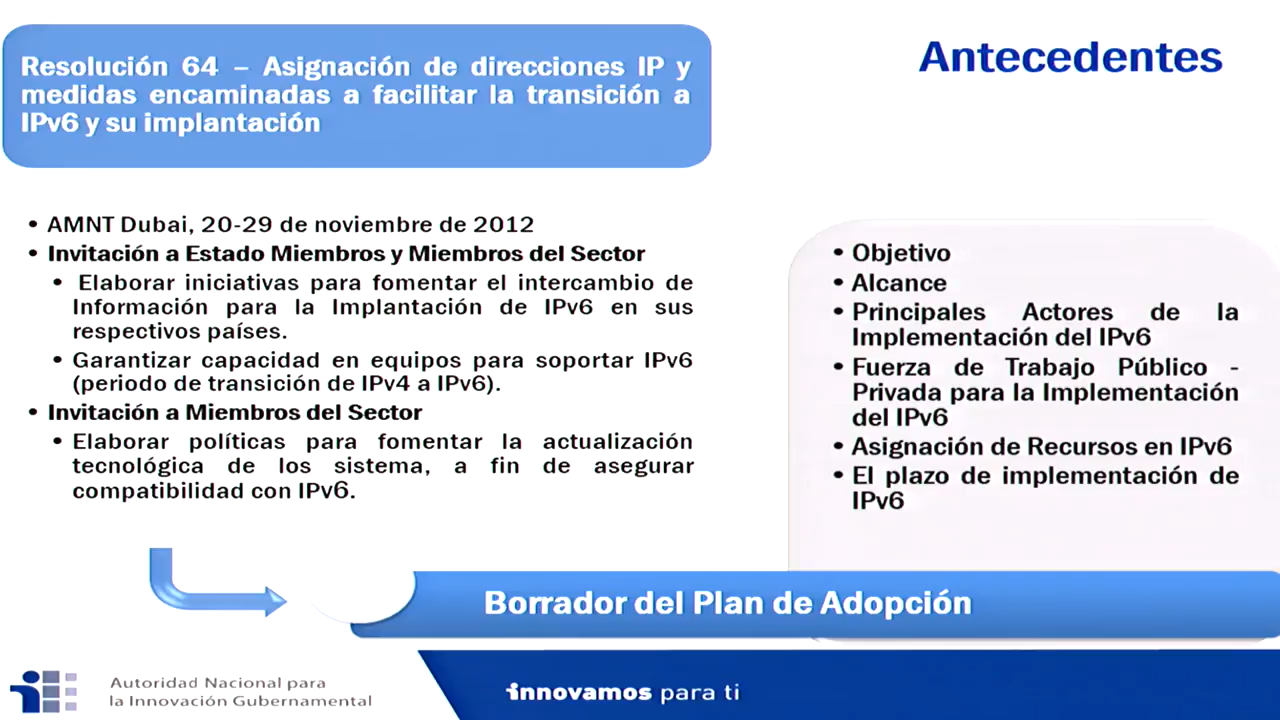 Antecedentes
Resolución 64 – Asignación de direcciones IP y
medidas encaminadas a facilitar la transición a
IPv6 y su implantación
• AMNT Dubai, 20-29 de noviembre de 2012
• Invitación a Estado Miembros y Miembros del Sector
• Elaborar iniciativas para fomentar el intercambio de
Información para la Implantación de IPv6 en sus
respectivos países.
• Garantizar capacidad en equipos para soportar IPv6
(periodo de transición de IPv4 a IPv6).
• Invitación a Miembros del Sector
• Elaborar políticas para fomentar la actualización
tecnológica de los sistema, a fin de asegurar
compatibilidad con IPv6.
• Objetivo
• Alcance
• Principales Actores de la
Implementación del IPv6
• Fuerza de Trabajo Público -
Privada para la Implementación
del IPv6
• Asignación de Recursos en IPv6
• El plazo de implementación de
IPv6
Borrador del Plan de Adopción
Autoridad Nacional para
la Innovación Gubernamental
innovamos para ti